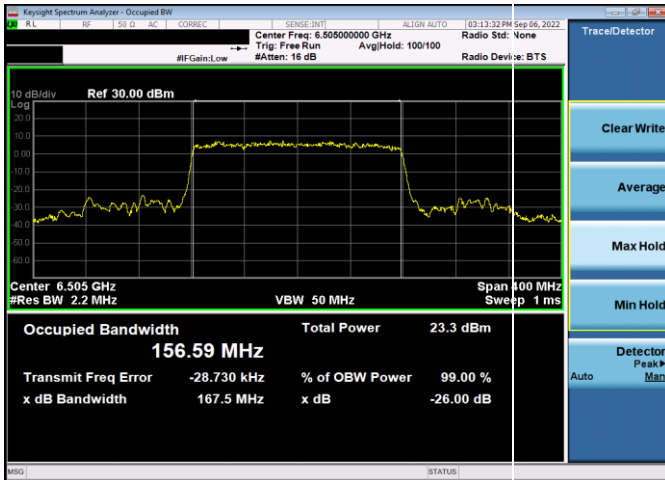 Keysight Spectrum Analyzer - Occupied BW
RL RF 50 Ω AC CORREC SENSE:INT ALIGN AUTO 03:13:32 PM Sep 06, 2022
Center Freq: 6.505000000 GHz Radio Std: None
Trig: Free Run Avg|Hold: 100/100
#IFGain:Low #Atten: 16 dB Radio Device: BTS
10 dB/div Ref 30.00 dBm
Log
20.0
10.0
0.00
-10.0
-20.0
-30.0
-40.0
-50.0
-60.0
Center 6.505 GHz Span 400 MHz
#Res BW 2.2 MHz VBW 50 MHz Sweep 1 ms
Occupied Bandwidth Total Power 23.3 dBm
156.59 MHz
Transmit Freq Error -28.730 kHz % of OBW Power 99.00 %
x dB Bandwidth 167.5 MHz x dB -26.00 dB
MSG STATUS
Trace/Detector
Clear Write
Average
Max Hold
Min Hold
Detector
Peak▶
Auto Man